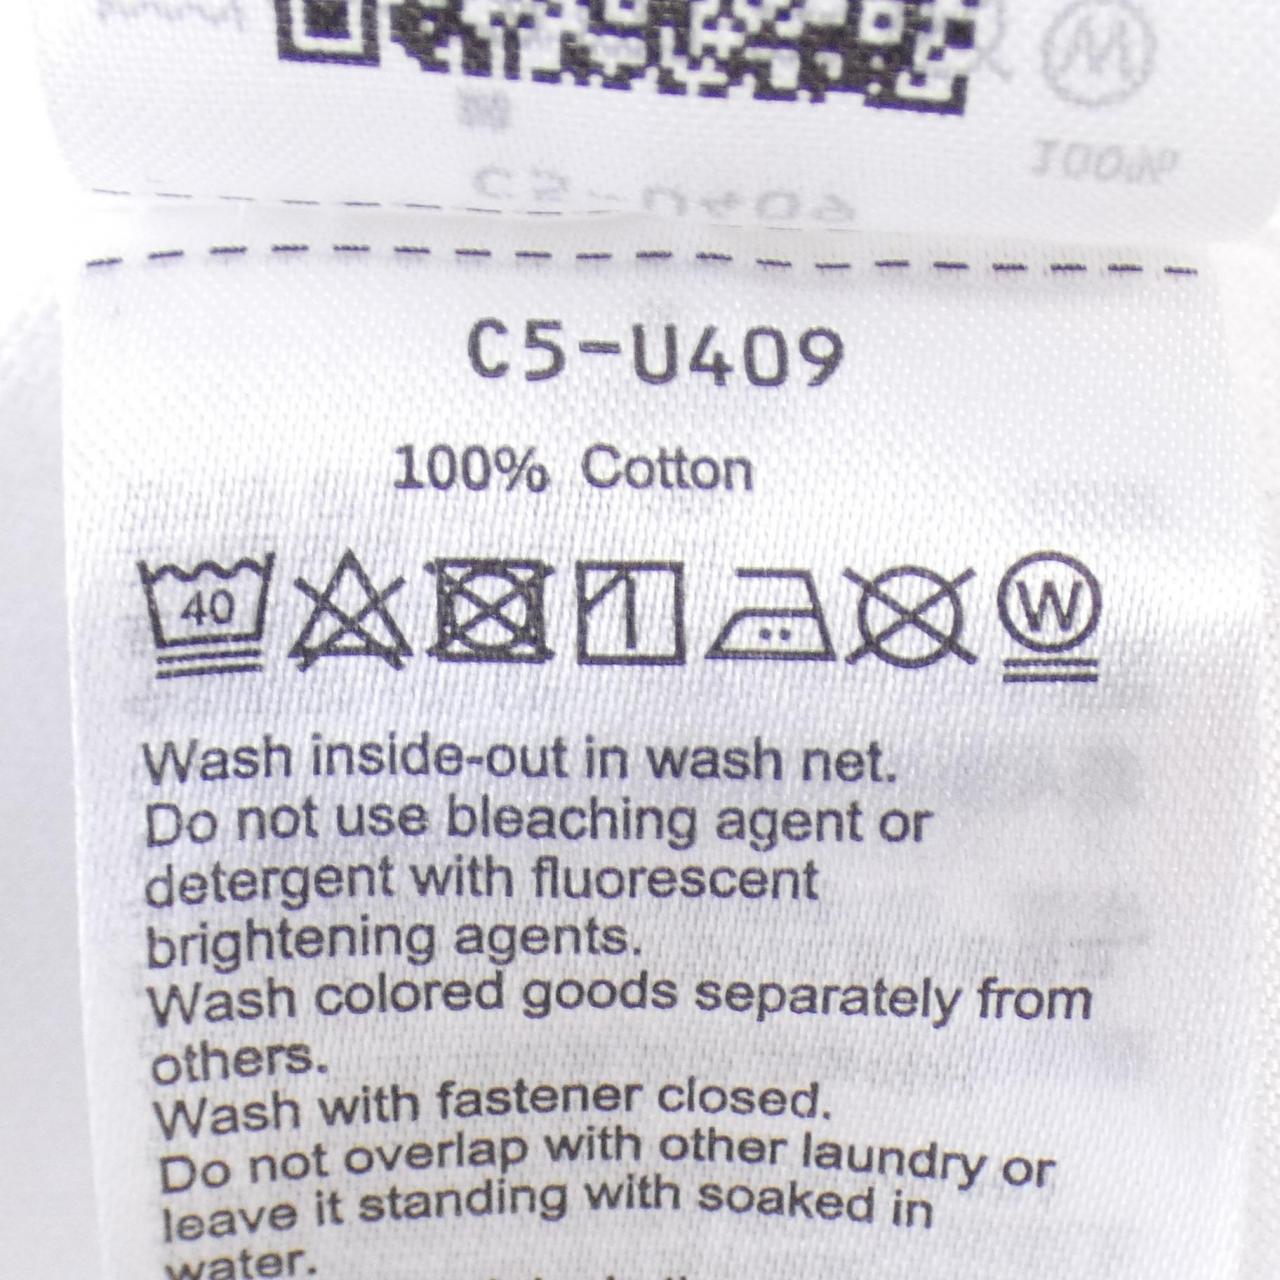 C5-U409
100% Cotton
40
W
Wash inside-out in wash net.
Do not use bleaching agent or
detergent with fluorescent
brightening agents.
Wash colored goods separately from
others.
Wash with fastener closed.
Do not overlap with other laundry or
leave it standing with soaked in
water.